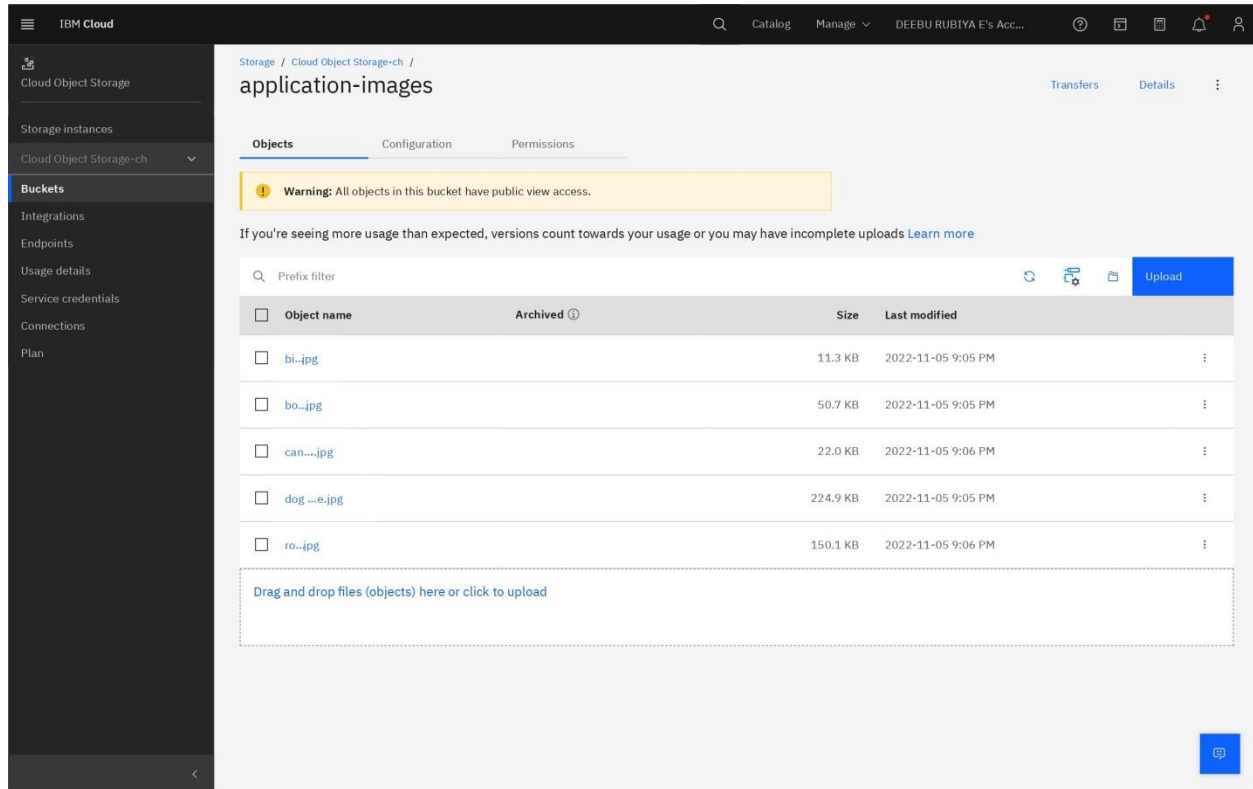 IBM Cloud
Catalog
Manage
DEEBU RUBIYA E's Acc...
Cloud Object Storage
Storage instances
Cloud Object Storage-ch
Buckets
Integrations
Endpoints
Usage details
Service credentials
Connections
Plan
Storage / Cloud Object Storage-ch /
application-images
Transfers
Details
Objects
Configuration
Permissions
Warning: All objects in this bucket have public view access.
If you're seeing more usage than expected, versions count towards your usage or you may have incomplete uploads Learn more
Prefix filter
Upload
Object name Archived Size Last modified
bi...jpg 11.3 KB 2022-11-05 9:05 PM
bo...jpg 50.7 KB 2022-11-05 9:05 PM
can....jpg 22.0 KB 2022-11-05 9:06 PM
dog ...e.jpg 224.9 KB 2022-11-05 9:05 PM
ro...jpg 150.1 KB 2022-11-05 9:06 PM
Drag and drop files (objects) here or click to upload